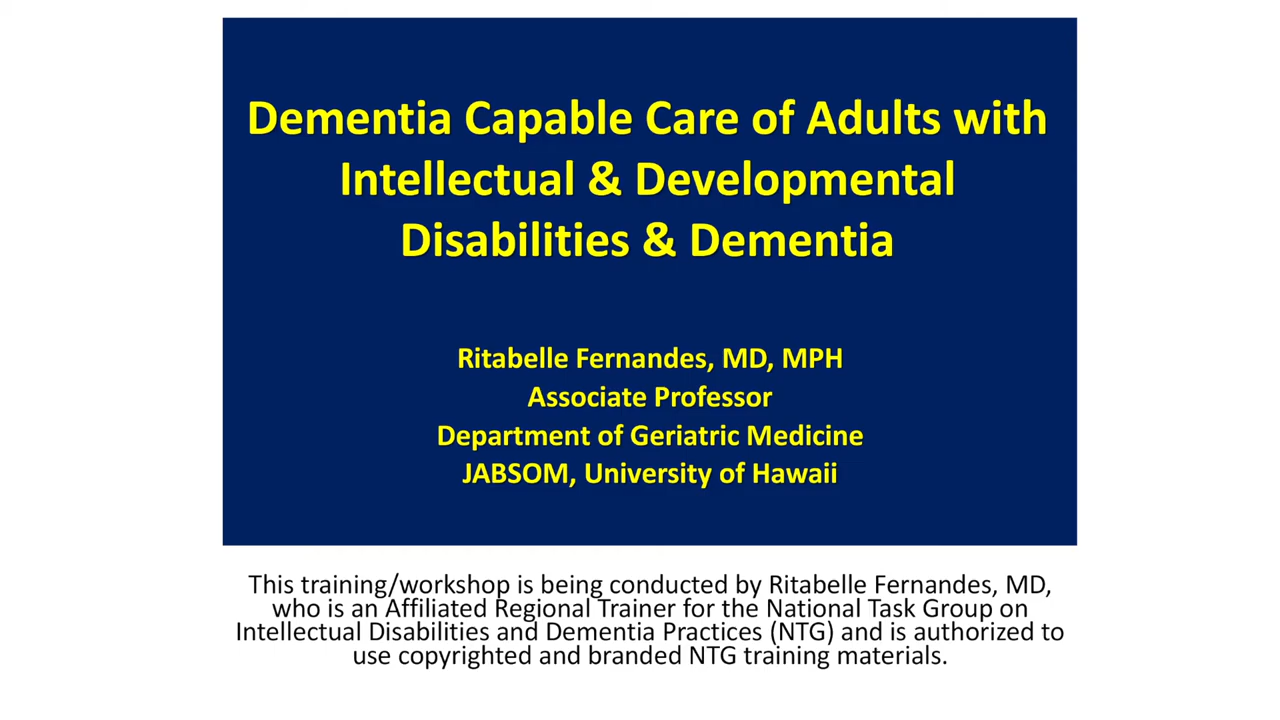 Dementia Capable Care of Adults with
Intellectual & Developmental
Disabilities & Dementia
Ritabelle Fernandes, MD, MPH
Associate Professor
Department of Geriatric Medicine
JABSOM, University of Hawaii
This training/workshop is being conducted by Ritabelle Fernandes, MD,
who is an Affiliated Regional Trainer for the National Task Group on
Intellectual Disabilities and Dementia Practices (NTG) and is authorized to
use copyrighted and branded NTG training materials.